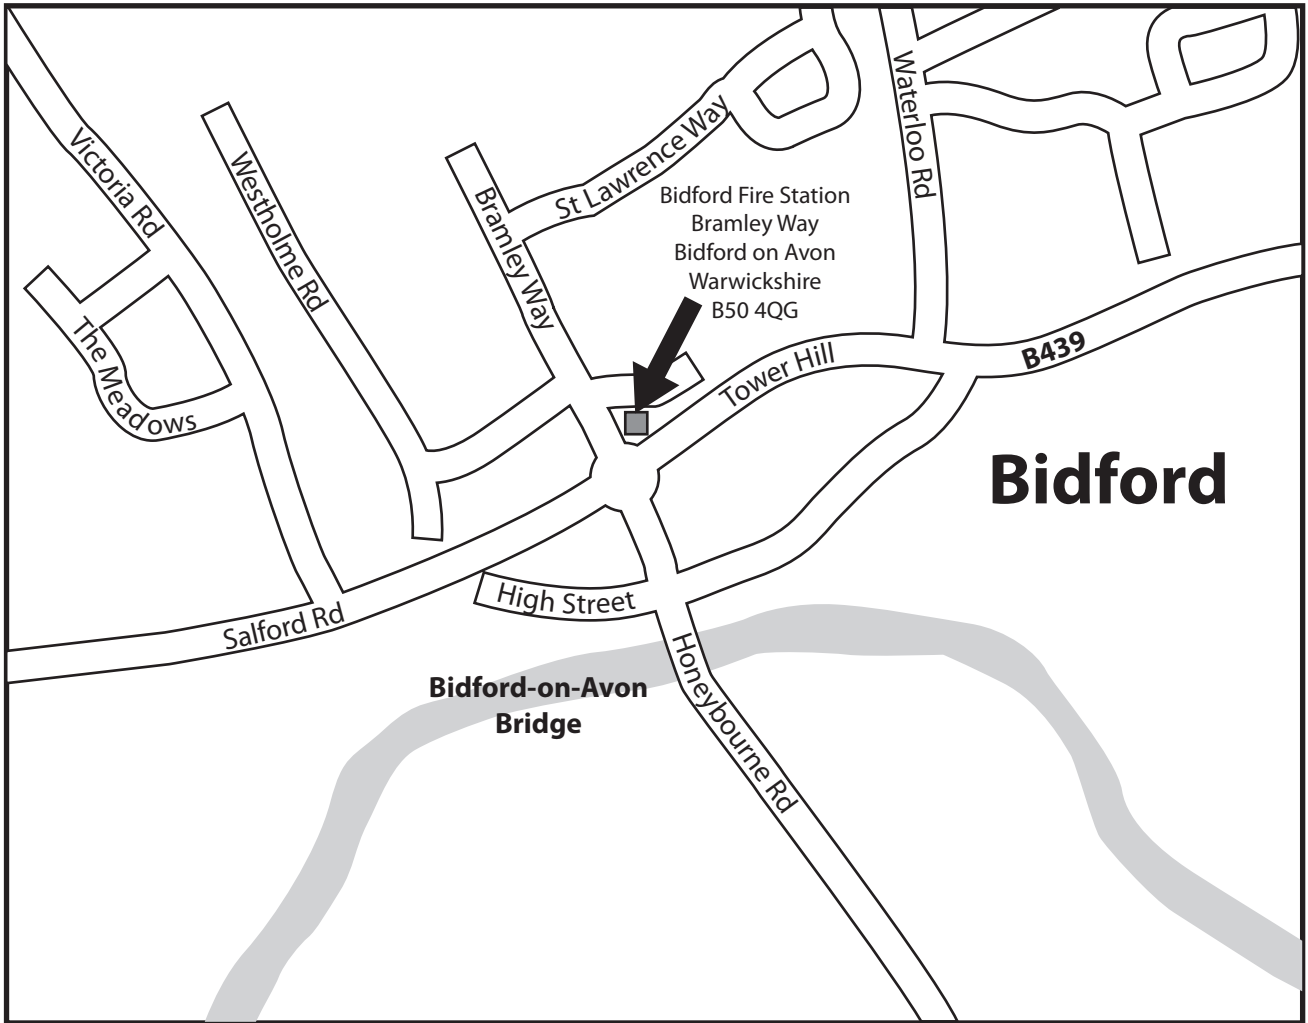 Victoria Rd
Westholme Rd
Bramley Way
St Lawrence Way
Waterloo Rd
Bidford Fire Station
Bramley Way
Bidford on Avon
Warwickshire
B50 4QG
The Meadows
Tower Hill
B439
Bidford
High Street
Salford Rd
Honeybourne Rd
Bidford-on-Avon
Bridge